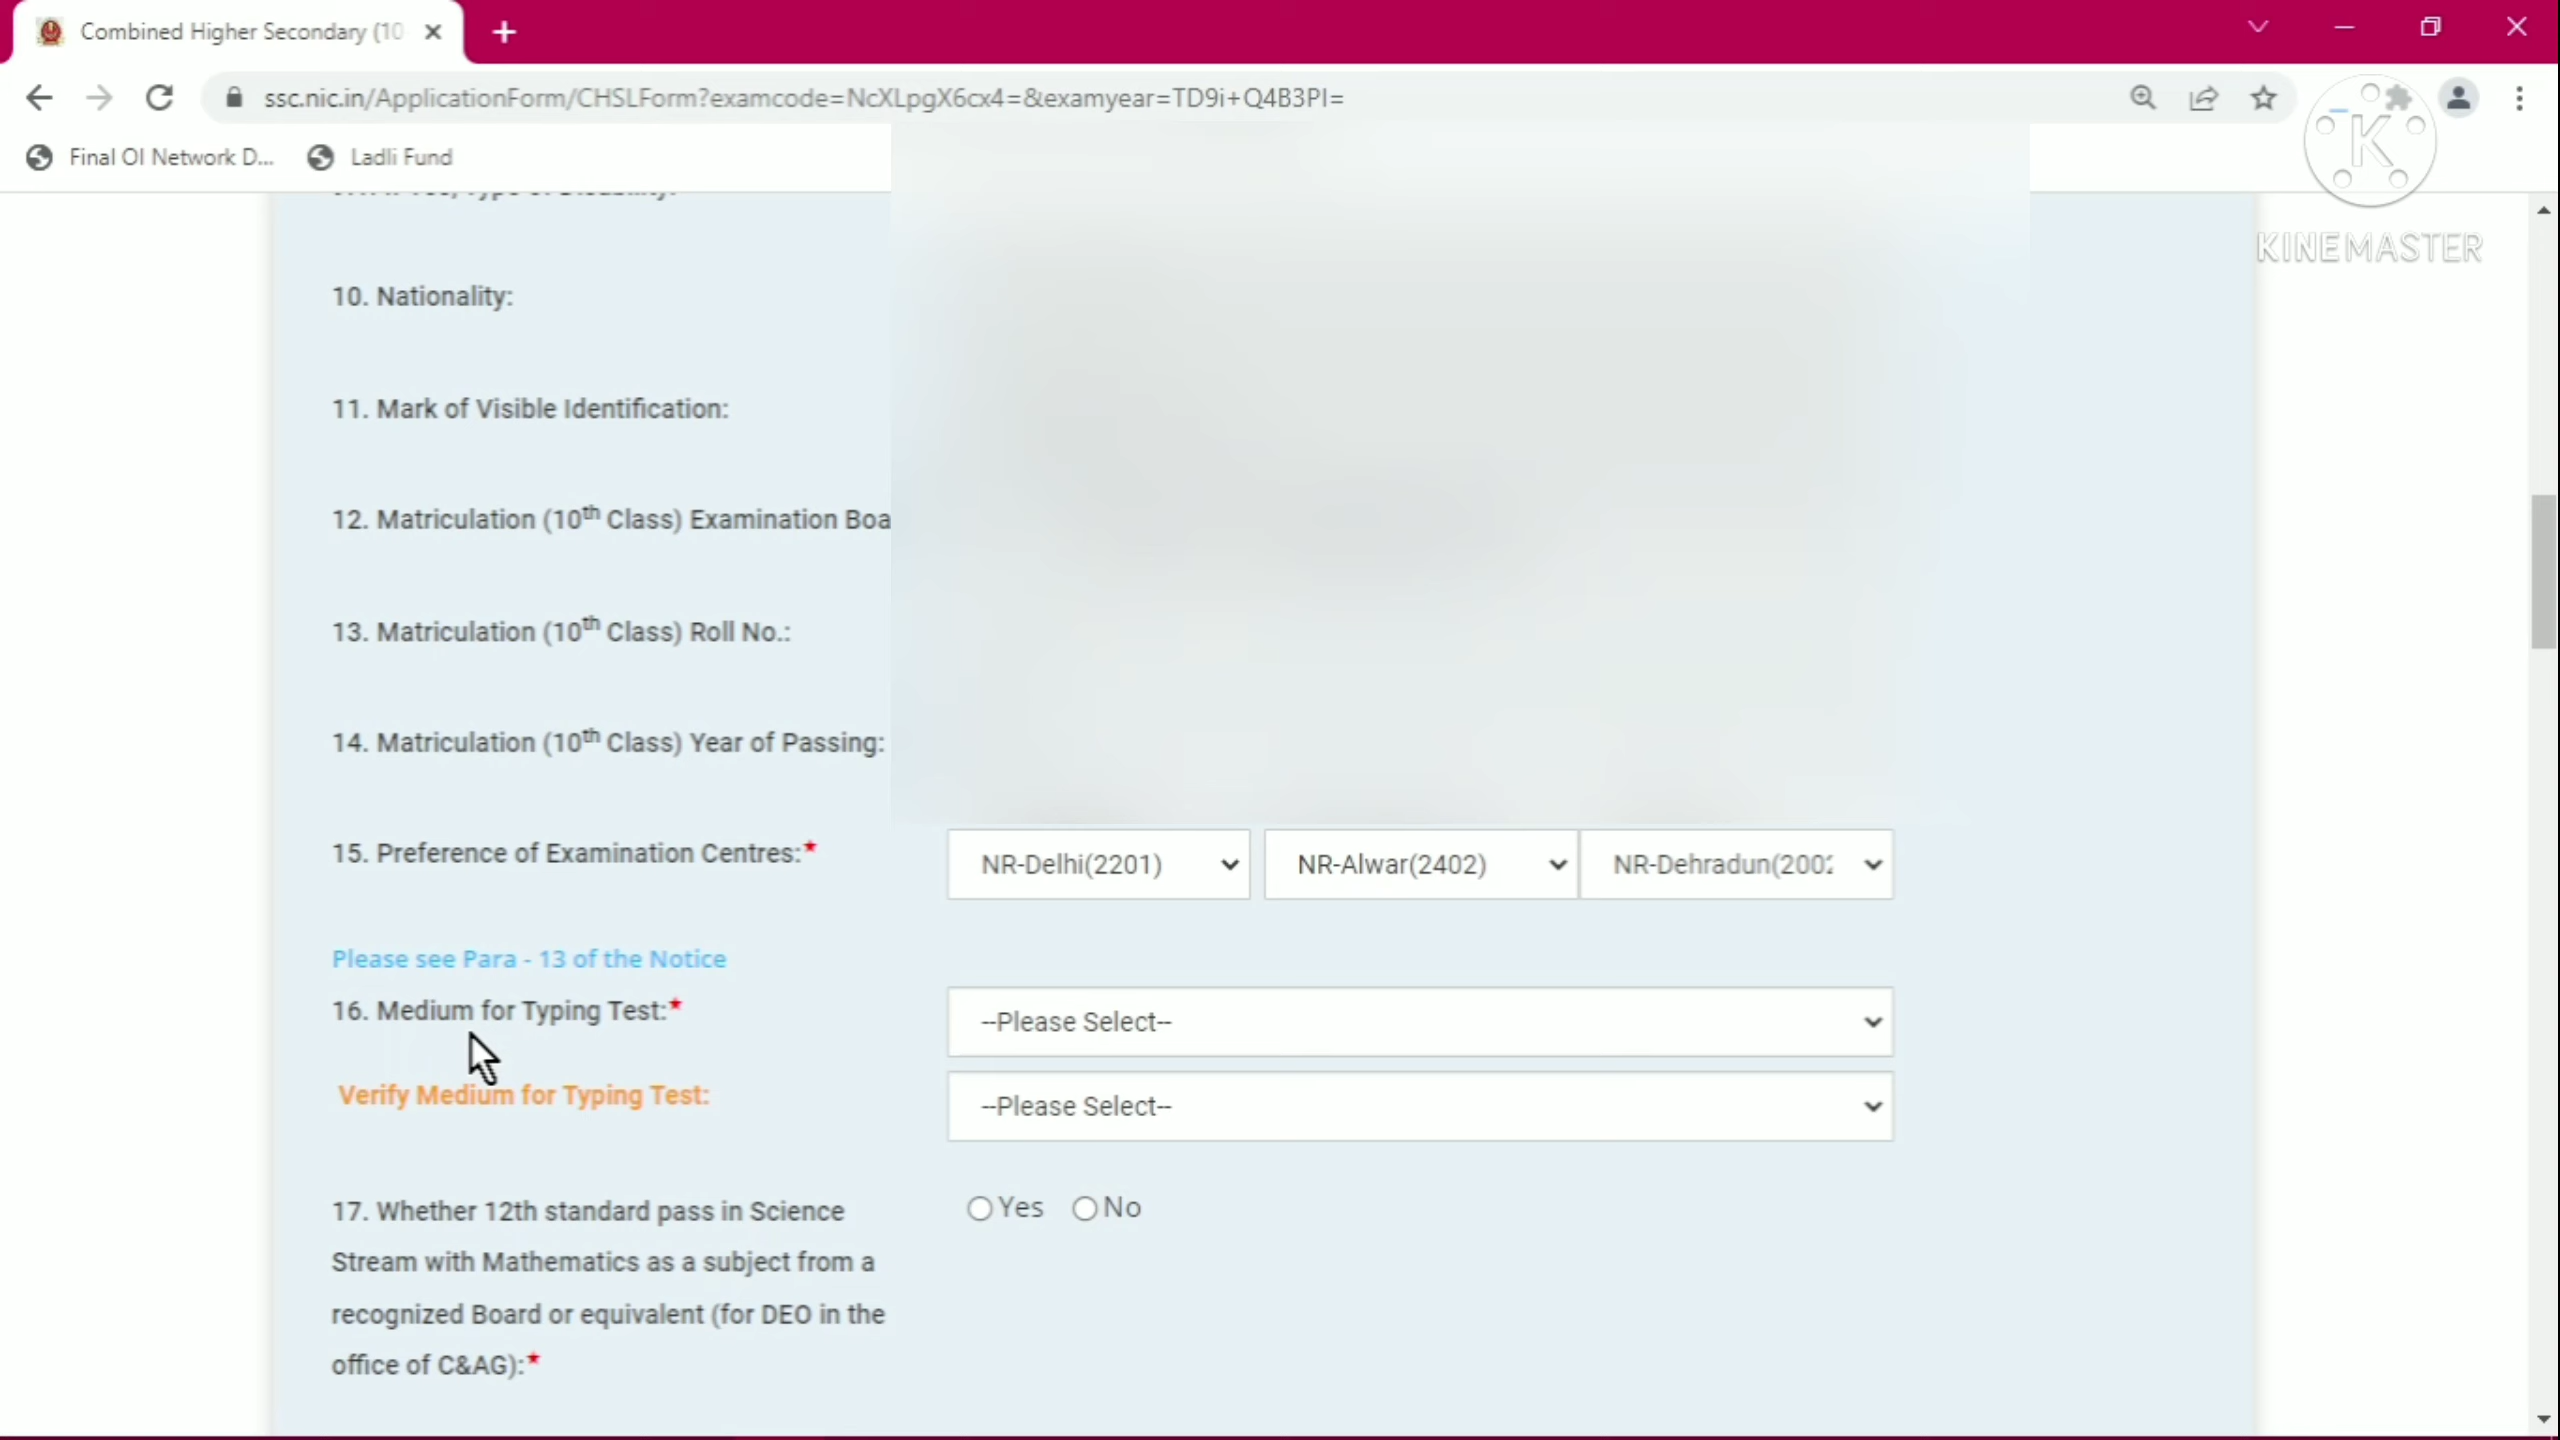 Combined Higher Secondary (10
ssc.nic.in/ApplicationForm/CHSLForm?examcode=NcXLpgX6cx4=&examyear=TD9i+Q4B3PI=
Final OI Network D... Ladli Fund
K
KINEMASTER
10. Nationality:
11. Mark of Visible Identification:
12. Matriculation (10th Class) Examination Boa
13. Matriculation (10th Class) Roll No.:
14. Matriculation (10th Class) Year of Passing:
15. Preference of Examination Centres:* NR-Delhi(2201) NR-Alwar(2402) NR-Dehradun(2002
Please see Para - 13 of the Notice
16. Medium for Typing Test:* --Please Select--
Verify Medium for Typing Test: --Please Select--
17. Whether 12th standard pass in Science Yes No
Stream with Mathematics as a subject from a
recognized Board or equivalent (for DEO in the
office of C&AG):*